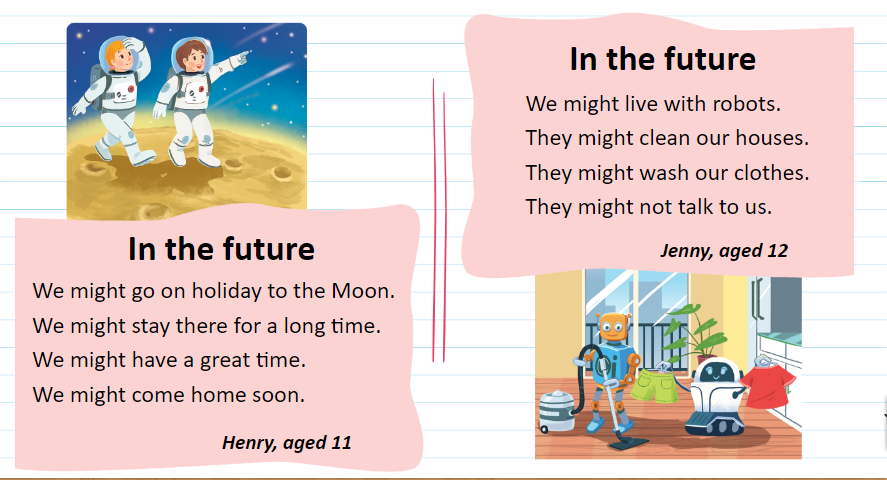 In the future
We might go on holiday to the Moon.
We might stay there for a long time.
We might have a great time.
We might come home soon.
Henry, aged 11
In the future
We might live with robots.
They might clean our houses.
They might wash our clothes.
They might not talk to us.
Jenny, aged 12